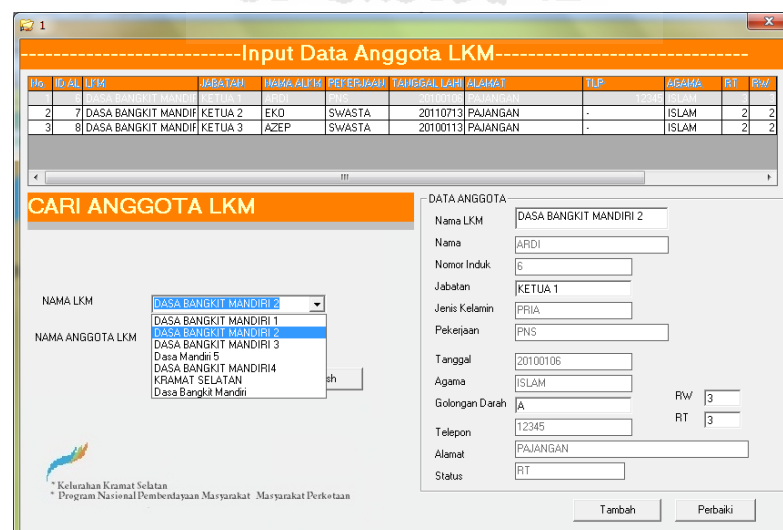 1
---------------------------Input Data Anggota LKM-------------------------------
No ID AL LKM JABATAN NAMA ALKM PEKERJAAN TANGGAL LAHI ALAMAT TLP AGAMA RT RW
1 6 DASA BANGKIT MANDIF KETUA 1 ARDI PNS 20100106 PAJANGAN 12345 ISLAM
2 7 DASA BANGKIT MANDIF KETUA 2 EKO SWASTA 20110713 PAJANGAN - ISLAM 2 2
3 8 DASA BANGKIT MANDIF KETUA 3 AZEP SWASTA 20100113 PAJANGAN - ISLAM 2 2
CARI ANGGOTA LKM
NAMA LKM DASA BANGKIT MANDIRI 2
DASA BANGKIT MANDIRI 1
DASA BANGKIT MANDIRI 2
DASA BANGKIT MANDIRI 3
Dasa Mandiri 5
DASA BANGKIT MANDIRI4
KRAMAT SELATAN
Dasa Bangkit Mandiri
NAMA ANGGOTA LKM
sh
DATA ANGGOTA
Nama LKM DASA BANGKIT MANDIRI 2
Nama ARDI
Nomor Induk 6
Jabatan KETUA 1
Jenis Kelamin PRIA
Pekerjaan PNS
Tanggal 20100106
Agama ISLAM
Golongan Darah A
RW 3
RT 3
Telepon 12345
Alamat PAJANGAN
Status RT
* Kelurahan Kramat Selatan
* Program Nasional Pemberdayaan Masyarakat Masyarakat Perkotaan
Tambah Perbaiki